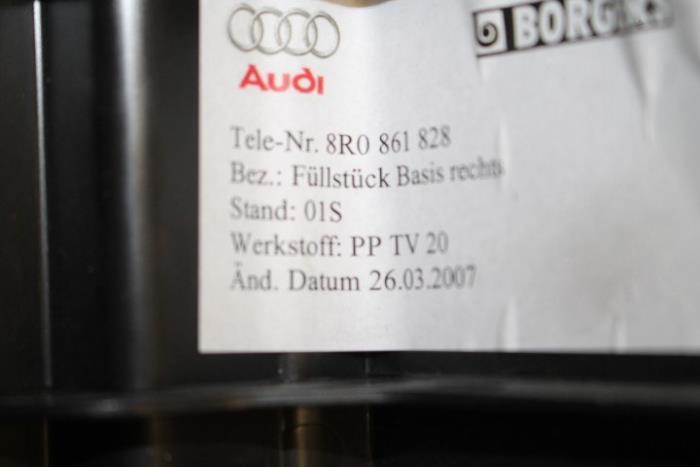 Audi
BORGERS
Tele-Nr. 8R0 861 828
Bez.: Füllstück Basis rechts
Stand: 01S
Werkstoff: PP TV 20
Änd. Datum 26.03.2007